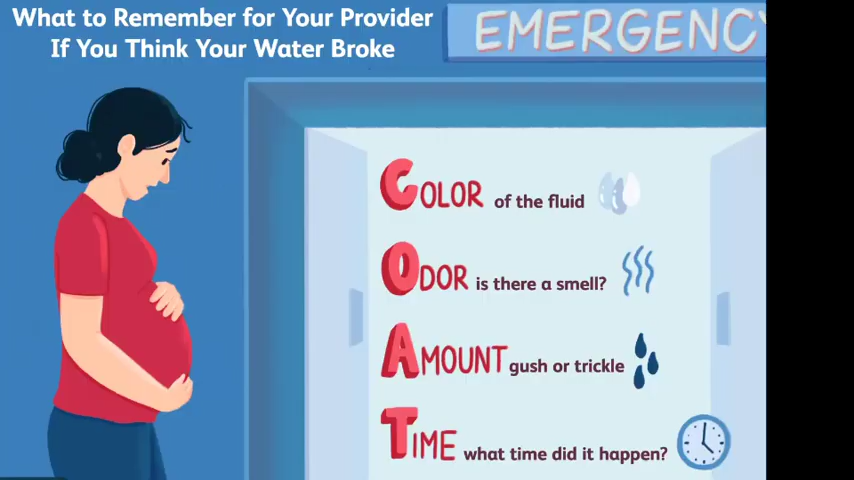 What to Remember for Your Provider
If You Think Your Water Broke
EMERGENCY
COLOR of the fluid
ODOR is there a smell?
AMOUNT gush or trickle
TIME what time did it happen?